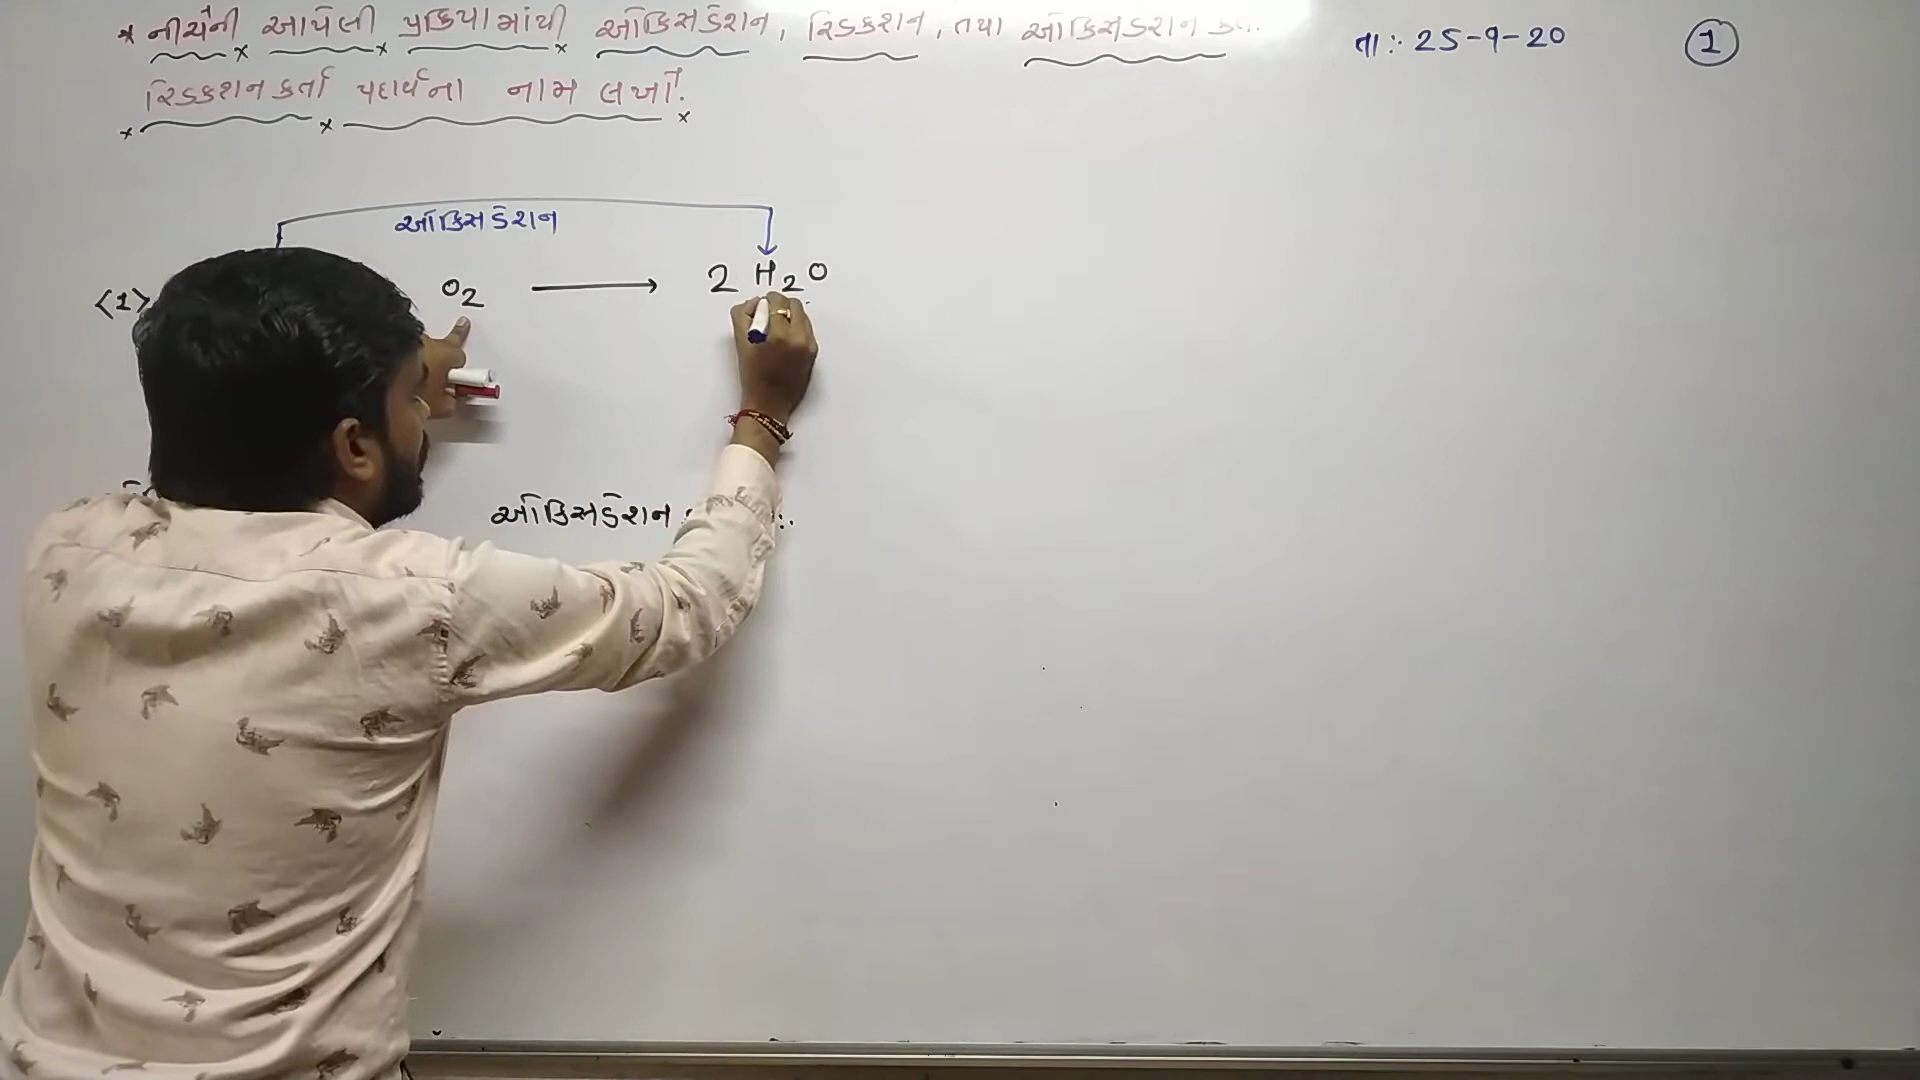 * નીચેની આપેલી પ્રક્રિયામાંથી ઓક્સિડેશન, રિડક્શન, તથા ઓક્સિડેશન ક...
તા:- 25-9-20
1
રિડક્શનકર્તા પદાર્થના નામ લખો.
ઓક્સિડેશન
<1> O2 ⟶ 2 H2O
ઓક્સિડેશન